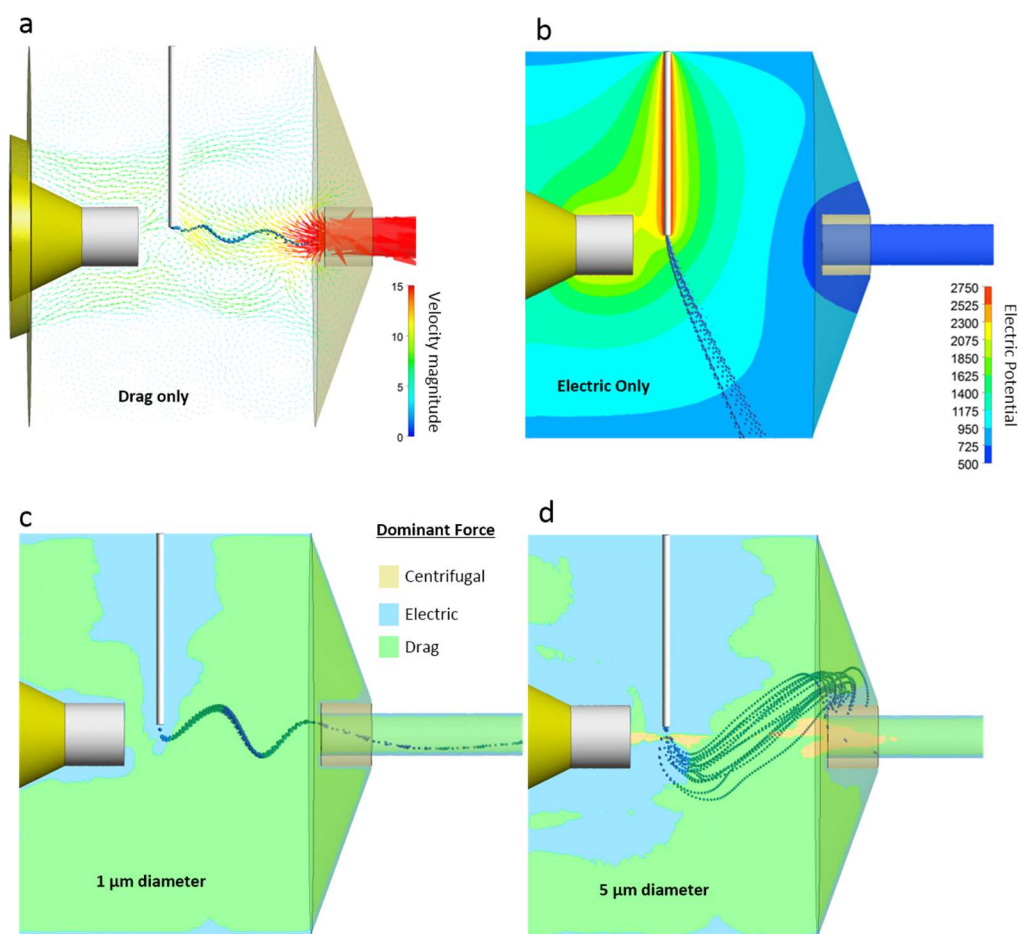 a
15
10
5
0
Velocity magnitude
Drag only
b
2750
2525
2300
2075
1850
1625
1400
1175
950
725
500
Electric Potential
Electric Only
c
Dominant Force
Centrifugal
Electric
Drag
1 μm diameter
d
5 μm diameter